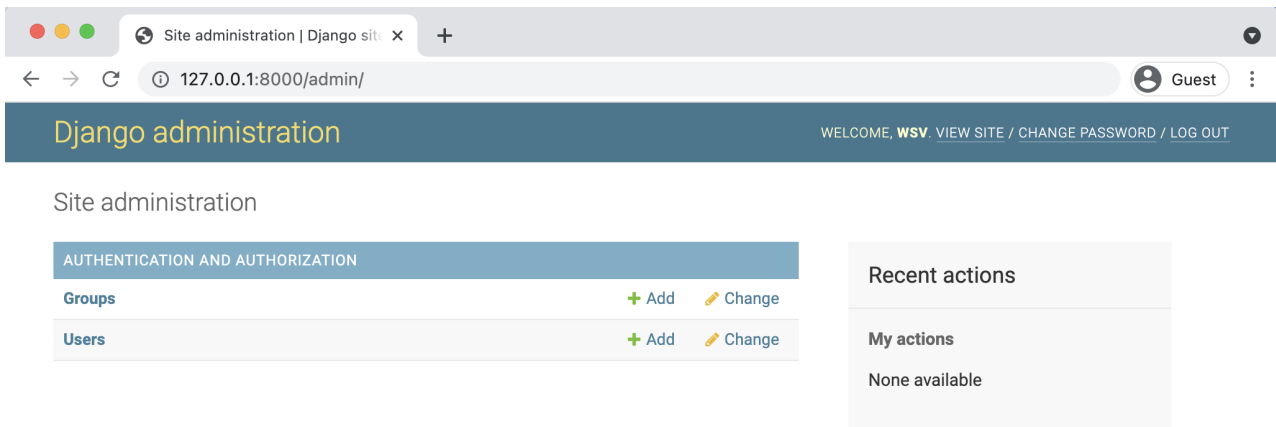 Site administration | Django site
127.0.0.1:8000/admin/
Guest
Django administration
WELCOME, WSV. VIEW SITE / CHANGE PASSWORD / LOG OUT
Site administration
AUTHENTICATION AND AUTHORIZATION
Groups Add Change
Users Add Change
Recent actions
My actions
None available